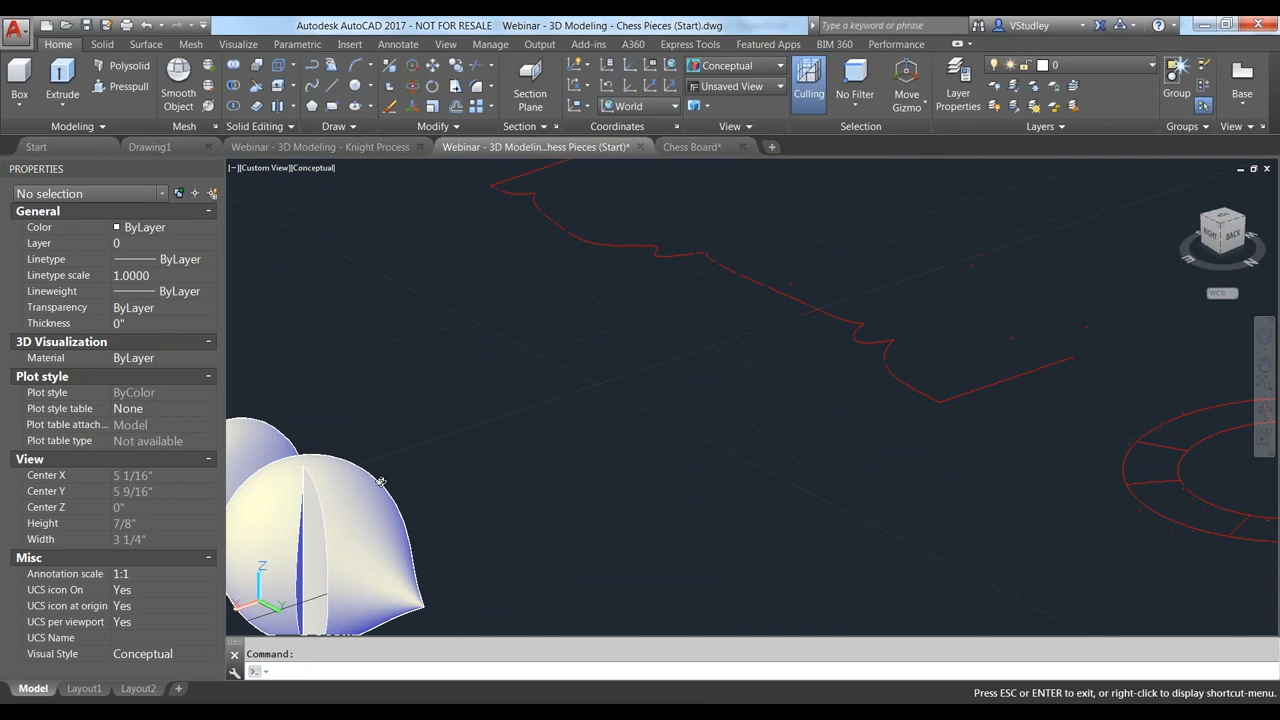 Autodesk AutoCAD 2017 - NOT FOR RESALE Webinar - 3D Modeling - Chess Pieces (Start).dwg
Type a keyword or phrase
VStudley
Home Solid Surface Mesh Visualize Parametric Insert Annotate View Manage Output Add-ins A360 Express Tools Featured Apps BIM 360 Performance
Polysolid
Presspull
Box
Extrude
Smooth
Object
Section
Plane
Conceptual
Unsaved View
World
Culling
No Filter
Move
Gizmo
Layer
Properties
0
Group
Base
Modeling
Mesh
Solid Editing
Draw
Modify
Section
Coordinates
View
Selection
Layers
Groups
View
Start
Drawing1
Webinar - 3D Modeling - Knight Process
Webinar - 3D Modelin...hess Pieces (Start)*
Chess Board*
PROPERTIES
[−][Custom View][Conceptual]
No selection
General
Color ByLayer
Layer 0
Linetype ByLayer
Linetype scale 1.0000
Lineweight ByLayer
Transparency ByLayer
Thickness 0"
3D Visualization
Material ByLayer
Plot style
Plot style ByColor
Plot style table None
Plot table attach... Model
Plot table type Not available
View
Center X 5 1/16"
Center Y 5 9/16"
Center Z 0"
Height 7/8"
Width 3 1/4"
Misc
Annotation scale 1:1
UCS icon On Yes
UCS icon at origin Yes
UCS per viewport Yes
UCS Name
Visual Style Conceptual
RIGHT
BACK
E
N
WCS
Z
Y
Command:
Model
Layout1
Layout2
Press ESC or ENTER to exit, or right-click to display shortcut-menu.